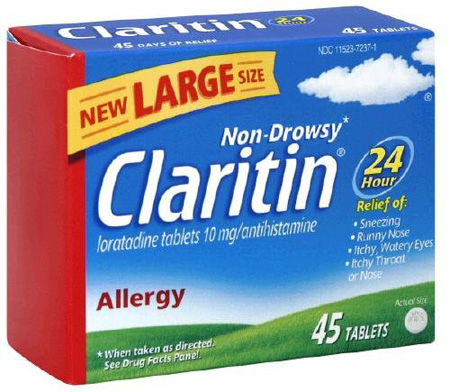 Claritin 24 Hour
45 DAYS OF RELIEF
45 TABLETS
NDC 11523-7237-1
NEW LARGE SIZE
Non-Drowsy*
Claritin®
24
Hour
loratadine tablets 10 mg/antihistamine
Relief of:
• Sneezing
• Runny Nose
• Itchy, Watery Eyes
• Itchy Throat
or Nose
®
Allergy
Actual Size
*When taken as directed.
See Drug Facts Panel.
45 TABLETS